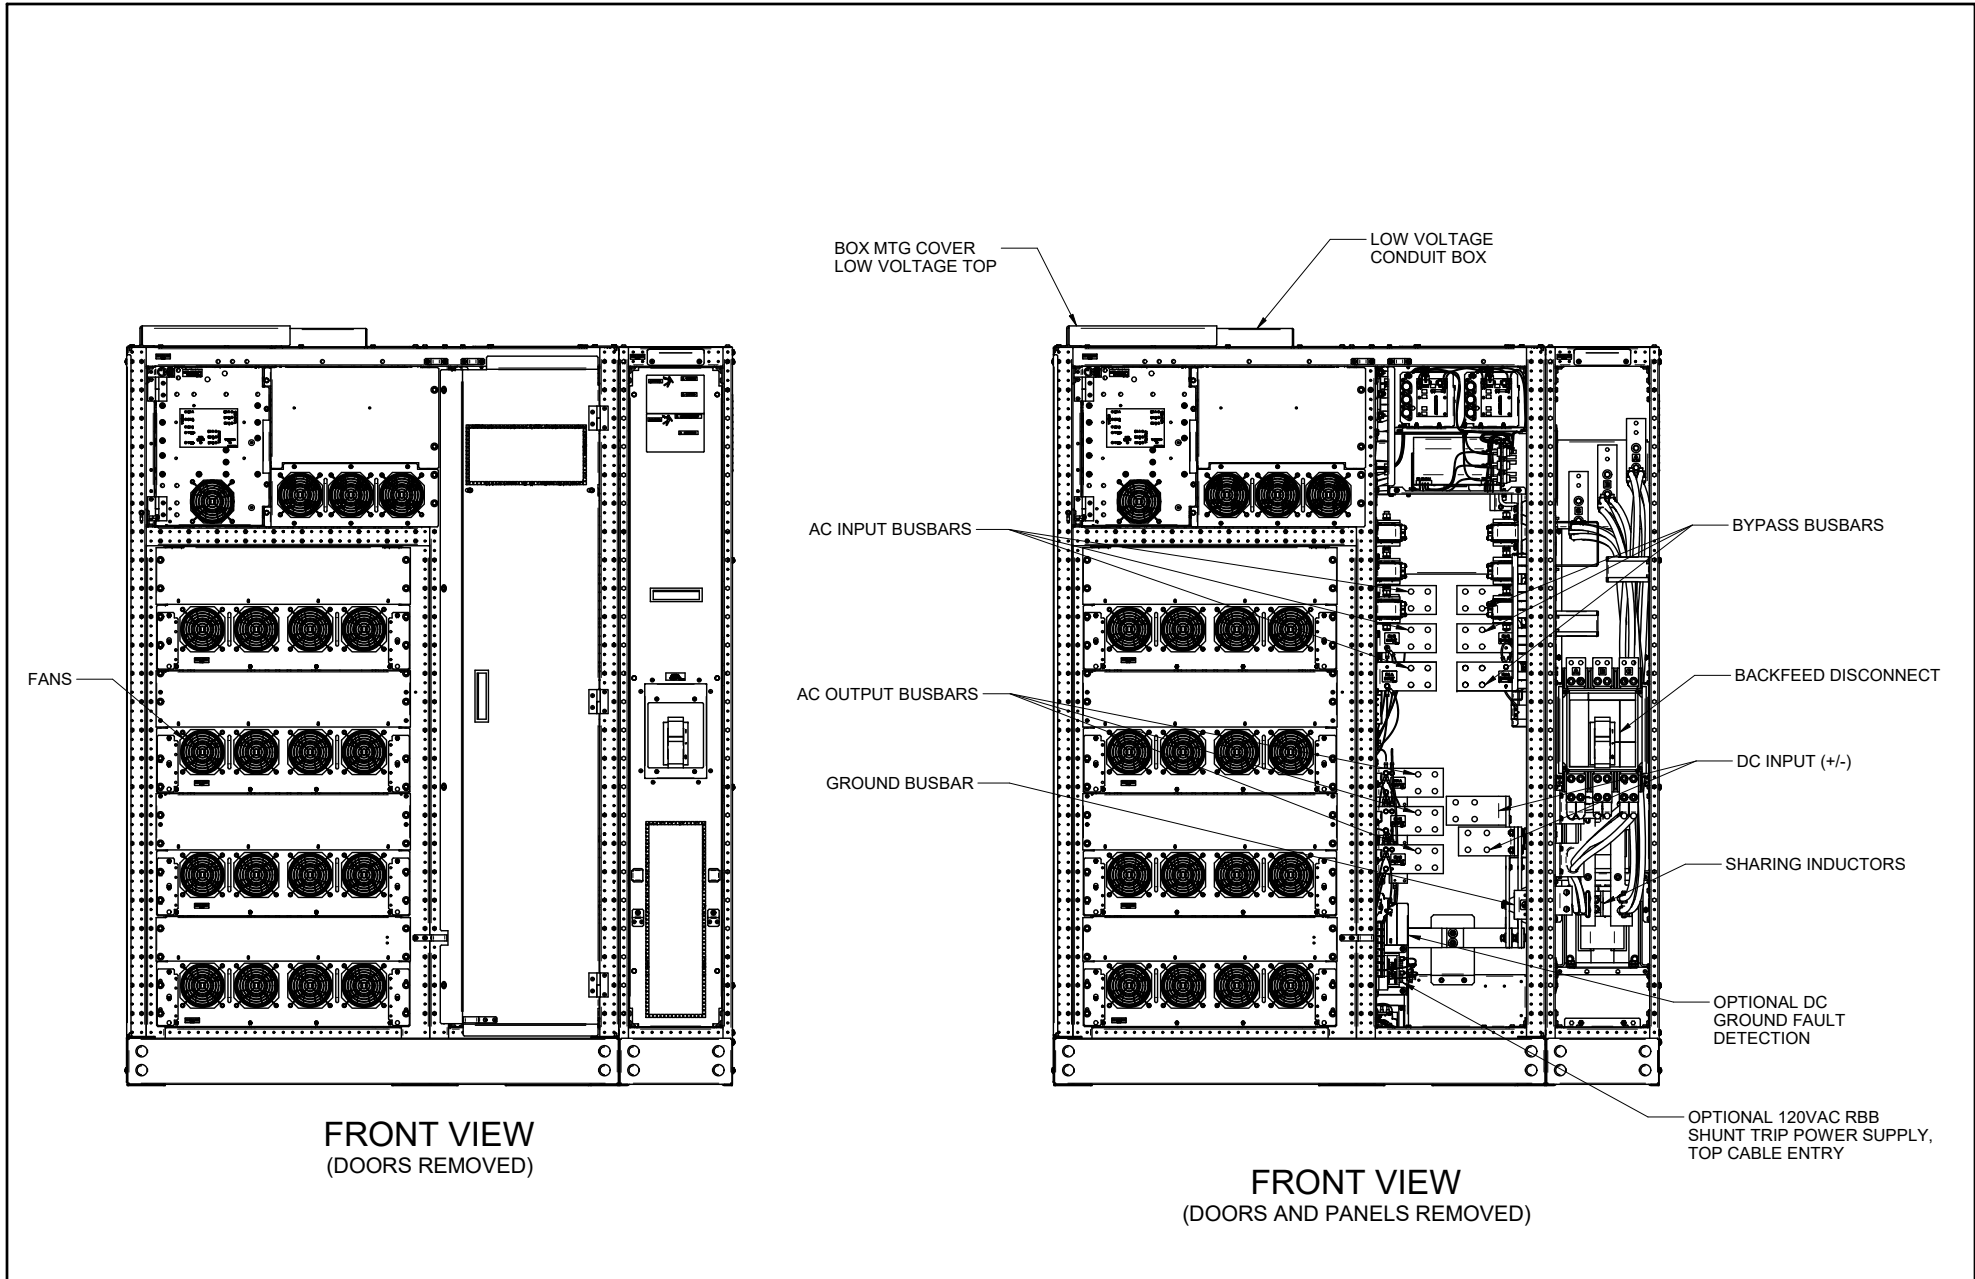 BOX MTG COVER
LOW VOLTAGE TOP
LOW VOLTAGE
CONDUIT BOX
AC INPUT BUSBARS
BYPASS BUSBARS
FANS
AC OUTPUT BUSBARS
BACKFEED DISCONNECT
GROUND BUSBAR
DC INPUT (+/-)
SHARING INDUCTORS
OPTIONAL DC
GROUND FAULT
DETECTION
OPTIONAL 120VAC RBB
SHUNT TRIP POWER SUPPLY,
TOP CABLE ENTRY
FRONT VIEW
(DOORS REMOVED)
FRONT VIEW
(DOORS AND PANELS REMOVED)